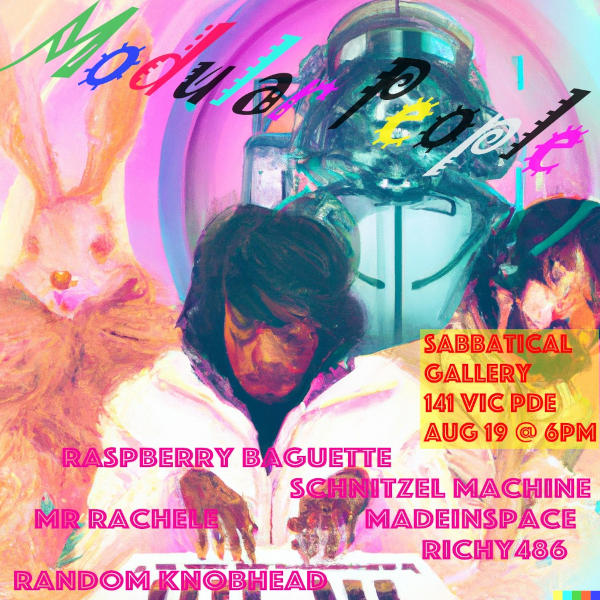 Modular People
SABBATICAL
GALLERY
141 VIC PDE
AUG 19 @ 6PM
RASPBERRY BAGUETTE
SCHNITZEL MACHINE
MR RACHELE
MADEINSPACE
RICHY486
RANDOM KNOBHEAD